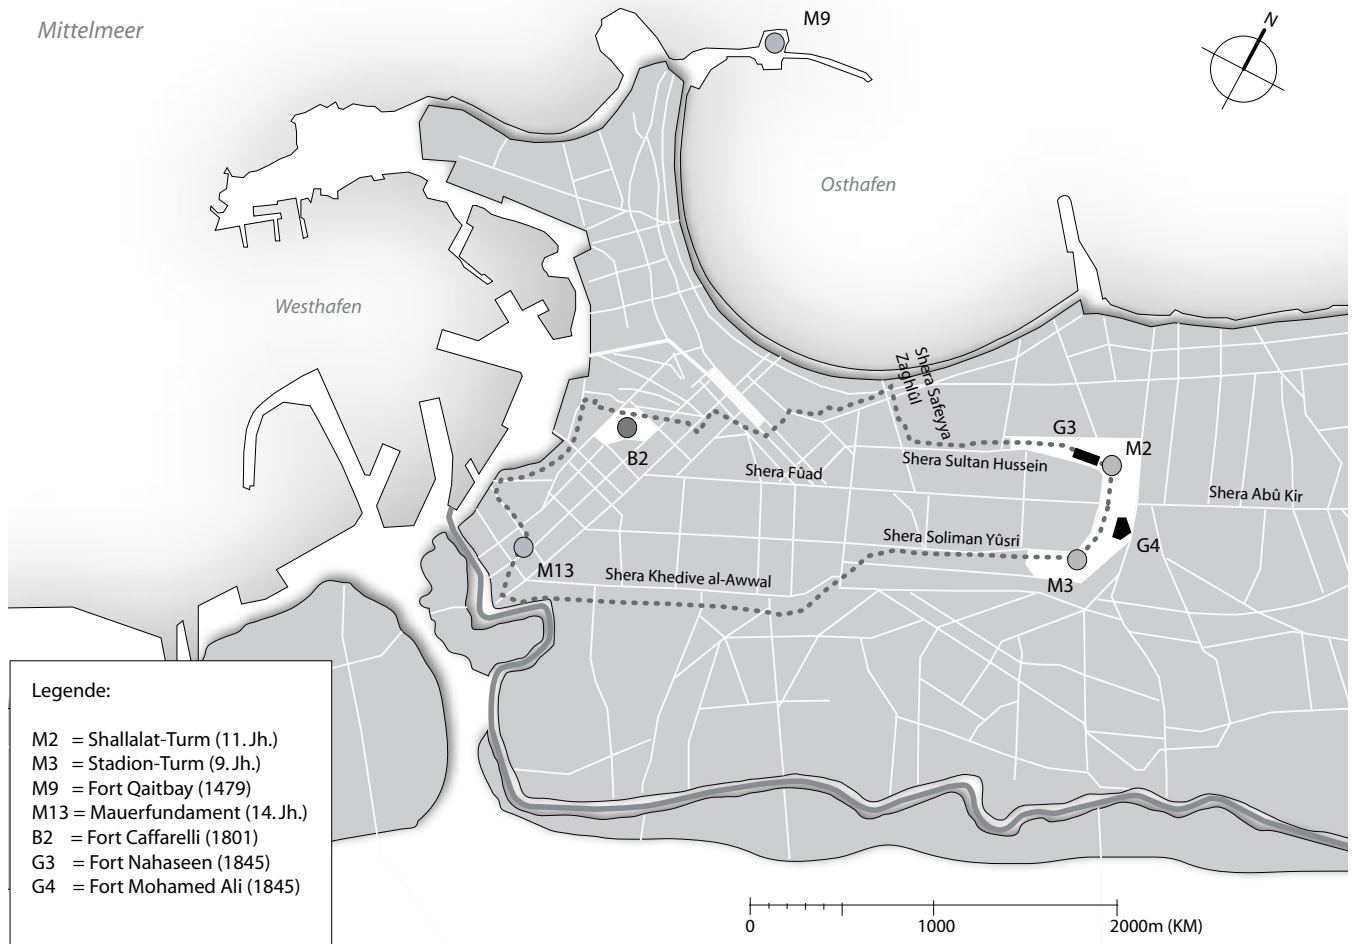 Mittelmeer
M9
N
Osthafen
Westhafen
Shera Safeyya
Zaghlûl
G3
M2
B2
Shera Fûad
Shera Sultan Hussein
Shera Abû Kir
Shera Soliman Yûsri
G4
M13
Shera Khedive al-Awwal
M3
Legende:
M2 = Shallalat-Turm (11. Jh.)
M3 = Stadion-Turm (9. Jh.)
M9 = Fort Qaitbay (1479)
M13 = Mauerfundament (14. Jh.)
B2 = Fort Caffarelli (1801)
G3 = Fort Nahaseen (1845)
G4 = Fort Mohamed Ali (1845)
0 1000 2000m (KM)